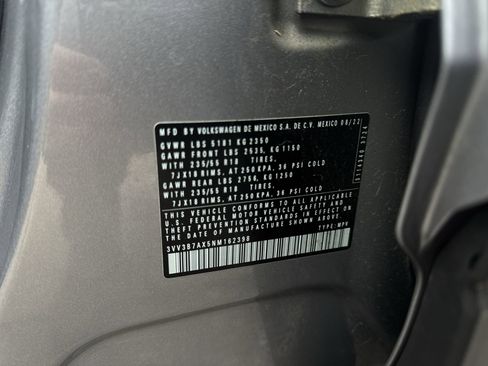 MFD BY VOLKSWAGEN DE MEXICO S.A. DE C.V. MEXICO 08/22
GVWR LBS 5181 KG 2350
GAWR FRONT LBS 2535, KG 1150
WITH 235/55 R18 TIRES.
7JX18 RIMS, AT 250 KPA, 36 PSI COLD
GAWR REAR LBS 2756, KG 1250
WITH 235/55 R18 TIRES.
7JX18 RIMS, AT 250 KPA, 36 PSI COLD
THIS VEHICLE CONFORMS TO ALL APPLICABLE
U.S. FEDERAL MOTOR VEHICLE SAFETY AND
THEFT PREVENTION STANDARDS IN EFFECT ON THE
DATE OF MANUFACTURE SHOWN ABOVE.
3VV3B7AX5NM162398 TYPE: MPV